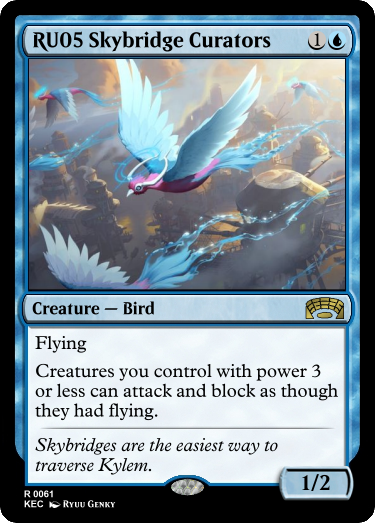 RU05 Skybridge Curators
1
Creature — Bird
Flying
Creatures you control with power 3
or less can attack and block as though
they had flying.
Skybridges are the easiest way to
traverse Kylem.
1/2
R 0061
KEC Ryuu Genky